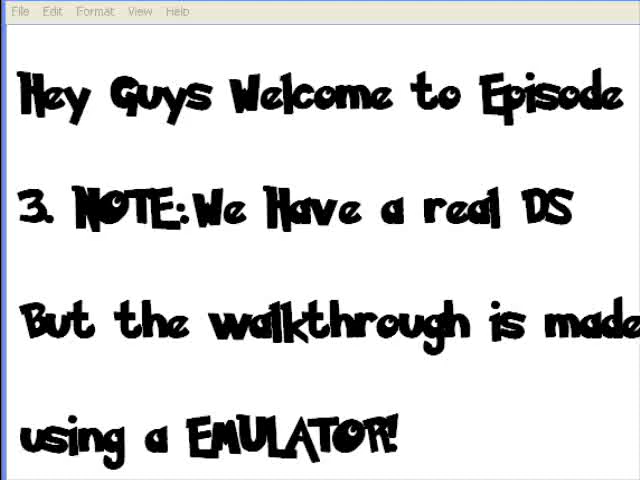 File Edit Format View Help
Hey Guys Welcome to Episode
3. NOTE:We Have a real DS
But the walkthrough is made
using a EMULATOR!